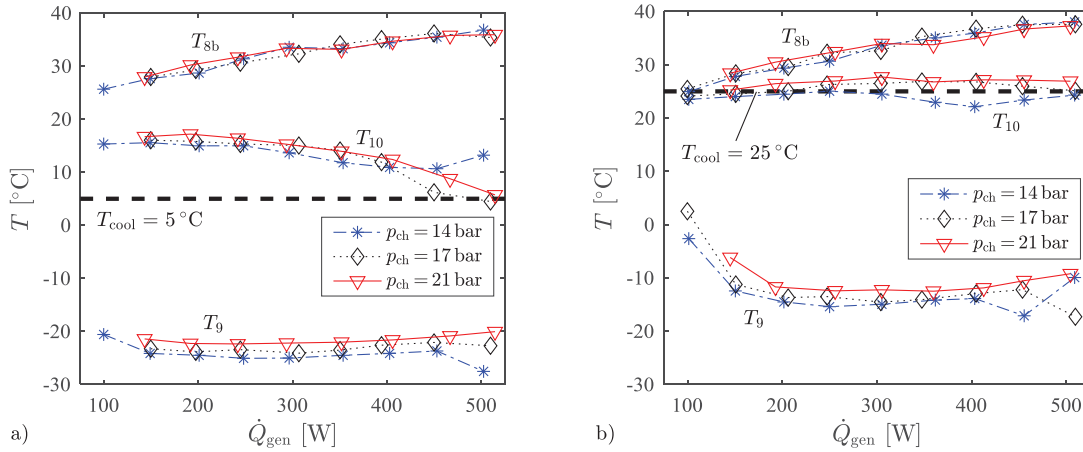 40
30
20
10
0
-10
-20
-30
T [°C]
100 200 300 400 500
Q̇gen [W]
a)
T8b
T10
Tcool = 5 °C
pch = 14 bar
pch = 17 bar
pch = 21 bar
T9
40
30
20
10
0
-10
-20
-30
T [°C]
100 200 300 400 500
Q̇gen [W]
b)
T8b
T10
Tcool = 25 °C
pch = 14 bar
pch = 17 bar
pch = 21 bar
T9